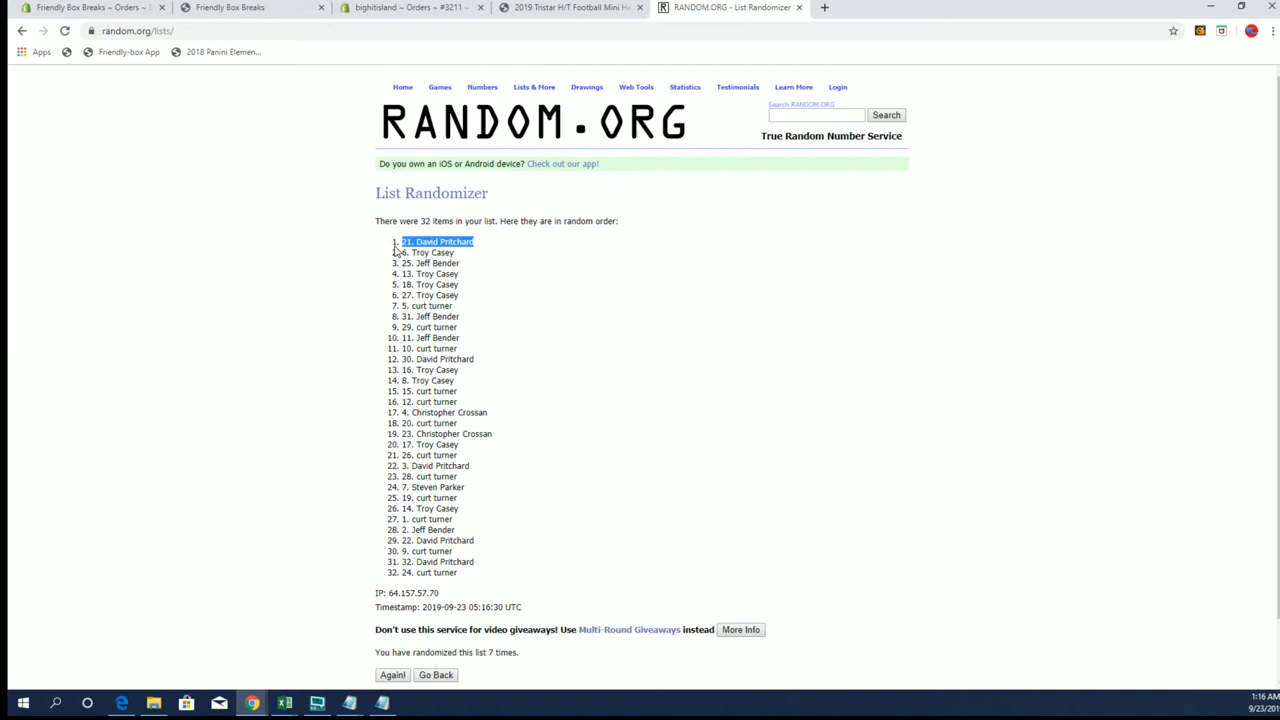 Friendly Box Breaks ~ Orders ~ S
Friendly Box Breaks
bighitisland ~ Orders ~ #3211 -
2019 Tristar H/T Football Mini He
RANDOM.ORG - List Randomizer
random.org/lists/
Apps
Friendly-box App
2018 Panini Elemen...
Home
Games
Numbers
Lists & More
Drawings
Web Tools
Statistics
Testimonials
Learn More
Login
RANDOM.ORG
Search RANDOM.ORG
Search
True Random Number Service
Do you own an iOS or Android device? Check out our app!
List Randomizer
There were 32 items in your list. Here they are in random order:
1. 21. David Pritchard
6. Troy Casey
3. 25. Jeff Bender
4. 13. Troy Casey
5. 18. Troy Casey
6. 27. Troy Casey
7. 5. curt turner
8. 31. Jeff Bender
9. 29. curt turner
10. 11. Jeff Bender
11. 10. curt turner
12. 30. David Pritchard
13. 16. Troy Casey
14. 8. Troy Casey
15. 15. curt turner
16. 12. curt turner
17. 4. Christopher Crossan
18. 20. curt turner
19. 23. Christopher Crossan
20. 17. Troy Casey
21. 26. curt turner
22. 3. David Pritchard
23. 28. curt turner
24. 7. Steven Parker
25. 19. curt turner
26. 14. Troy Casey
27. 1. curt turner
28. 2. Jeff Bender
29. 22. David Pritchard
30. 9. curt turner
31. 32. David Pritchard
32. 24. curt turner
IP: 64.157.57.70
Timestamp: 2019-09-23 05:16:30 UTC
Don't use this service for video giveaways! Use Multi-Round Giveaways instead
More Info
You have randomized this list 7 times.
Again!
Go Back
1:16 AM
9/23/201